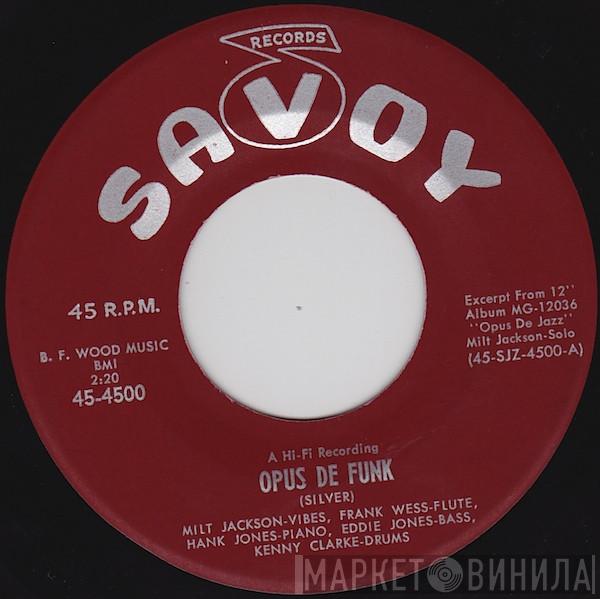 RECORDS
SAVOY
45 R.P.M.
B. F. WOOD MUSIC
BMI
2:20
45-4500
Excerpt From 12''
Album MG-12036
''Opus De Jazz''
Milt Jackson-Solo
(45-SJZ-4500-A)
A Hi-Fi Recording
OPUS DE FUNK
(SILVER)
MILT JACKSON-VIBES, FRANK WESS-FLUTE,
HANK JONES-PIANO, EDDIE JONES-BASS,
KENNY CLARKE-DRUMS
МАРКЕТ ВИНИЛА